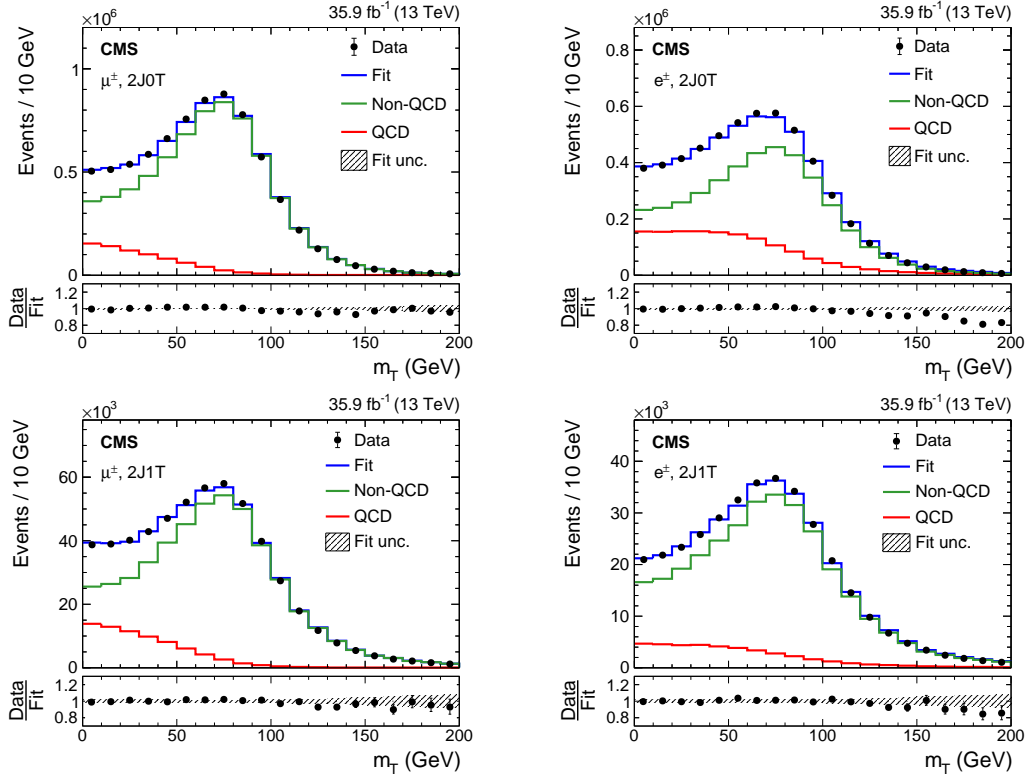 ×10⁶
35.9 fb⁻¹ (13 TeV)
CMS
μ±, 2J0T
Data
Fit
Non-QCD
QCD
Fit unc.
Events / 10 GeV
1
0.5
0
Data
Fit
1.2
1
0.8
0 50 100 150 200
m_T (GeV)
×10⁶
35.9 fb⁻¹ (13 TeV)
CMS
e±, 2J0T
Data
Fit
Non-QCD
QCD
Fit unc.
Events / 10 GeV
0.8
0.6
0.4
0.2
0
Data
Fit
1.2
1
0.8
0 50 100 150 200
m_T (GeV)
×10³
35.9 fb⁻¹ (13 TeV)
CMS
μ±, 2J1T
Data
Fit
Non-QCD
QCD
Fit unc.
Events / 10 GeV
60
40
20
0
Data
Fit
1.2
1
0.8
0 50 100 150 200
m_T (GeV)
×10³
35.9 fb⁻¹ (13 TeV)
CMS
e±, 2J1T
Data
Fit
Non-QCD
QCD
Fit unc.
Events / 10 GeV
40
30
20
10
0
Data
Fit
1.2
1
0.8
0 50 100 150 200
m_T (GeV)